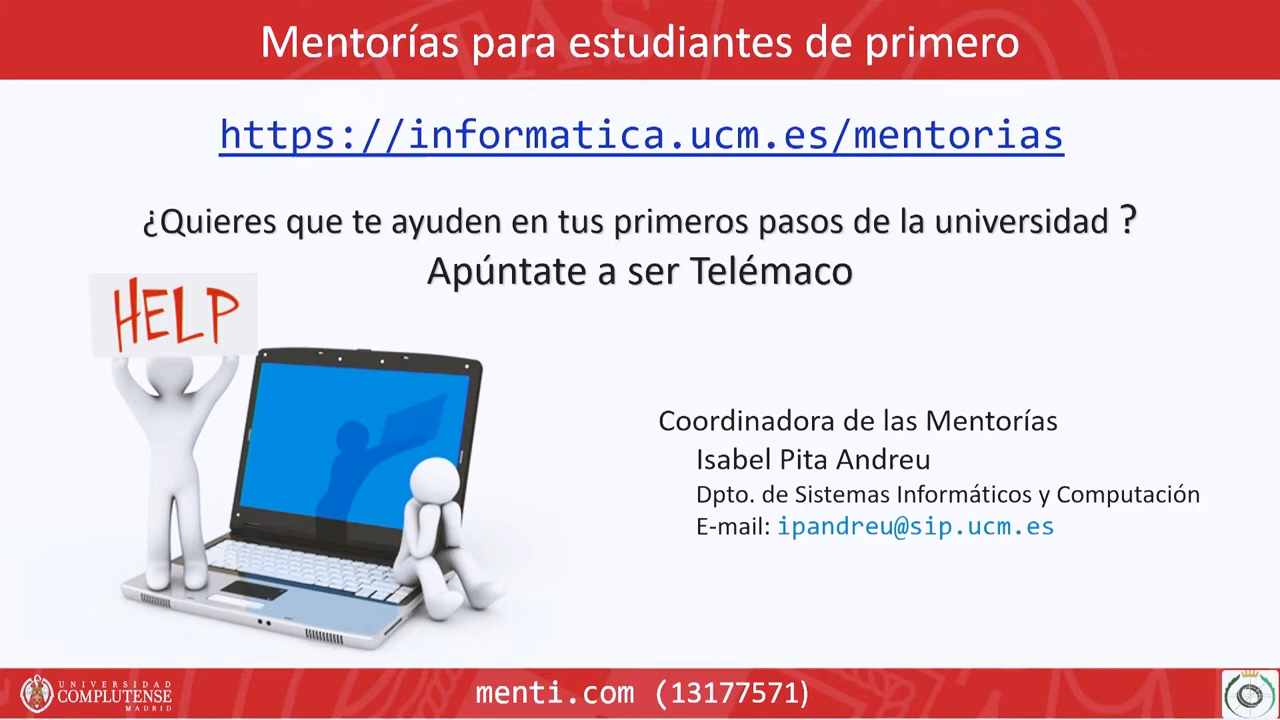 Mentorías para estudiantes de primero
https://informatica.ucm.es/mentorias
¿Quieres que te ayuden en tus primeros pasos de la universidad ?
Apúntate a ser Telémaco
HELP
Coordinadora de las Mentorías
Isabel Pita Andreu
Dpto. de Sistemas Informáticos y Computación
E-mail: ipandreu@sip.ucm.es
UNIVERSIDAD
COMPLUTENSE
MADRID
menti.com (13177571)